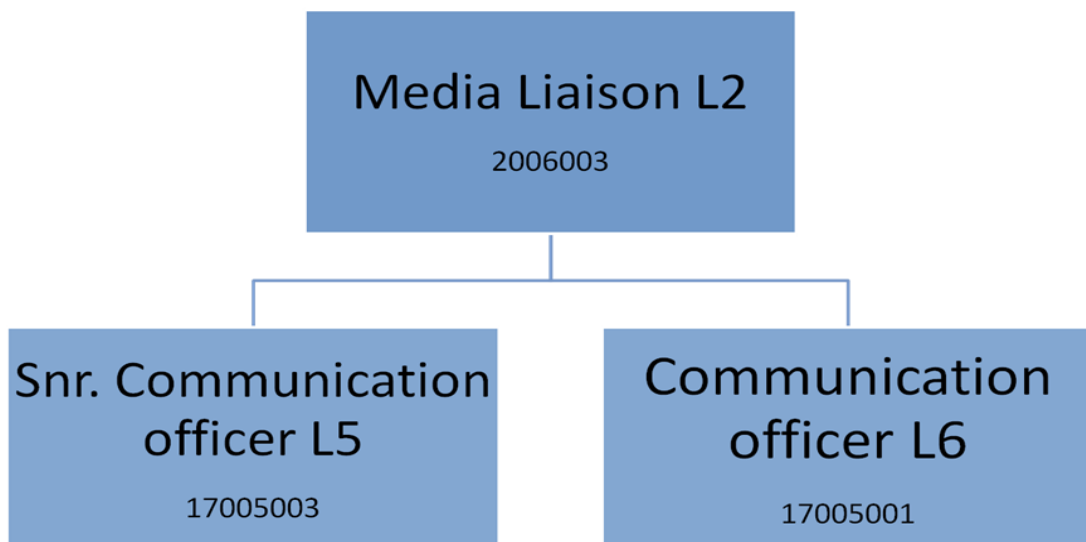 Media Liaison L2
2006003
Snr. Communication
officer L5
17005003
Communication
officer L6
17005001